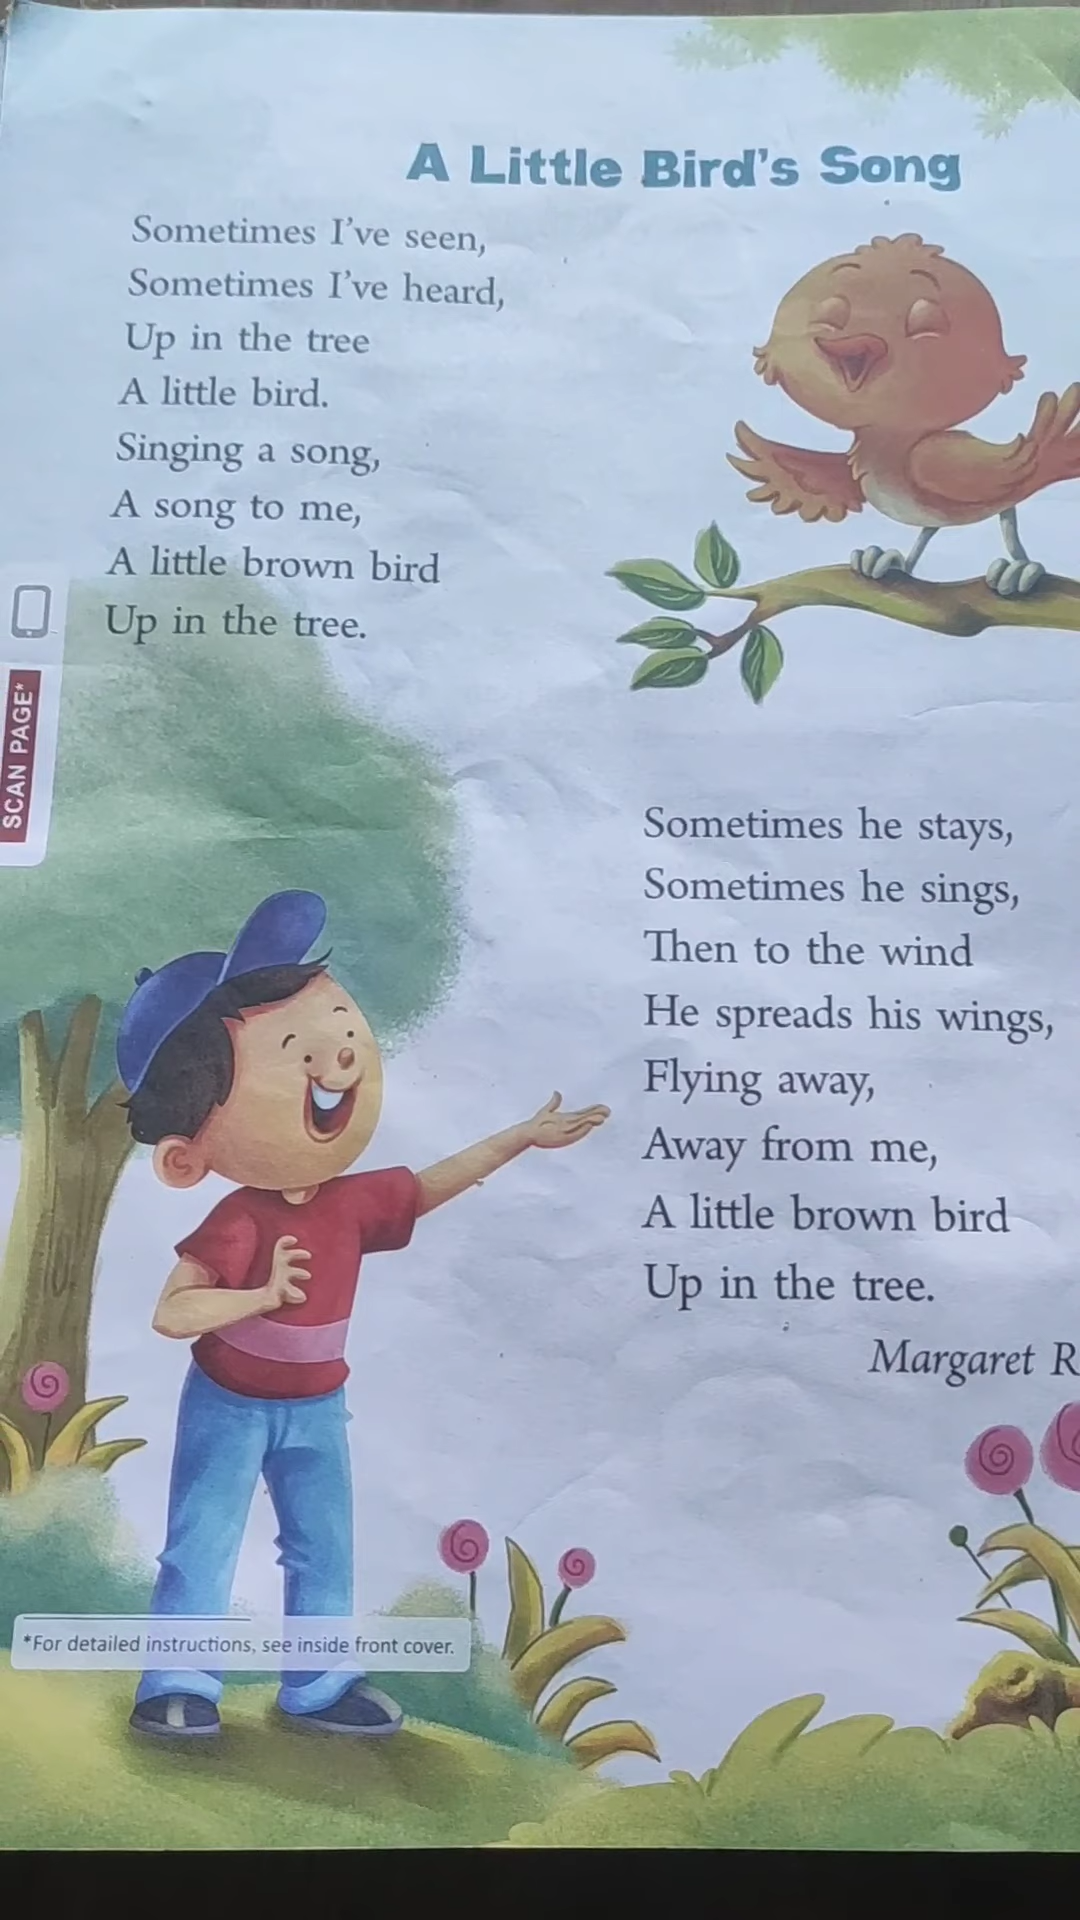 A Little Bird's Song
Sometimes I've seen,
Sometimes I've heard,
Up in the tree
A little bird.
Singing a song,
A song to me,
A little brown bird
Up in the tree.
SCAN PAGE*
Sometimes he stays,
Sometimes he sings,
Then to the wind
He spreads his wings,
Flying away,
Away from me,
A little brown bird
Up in the tree.
Margaret R
*For detailed instructions, see inside front cover.